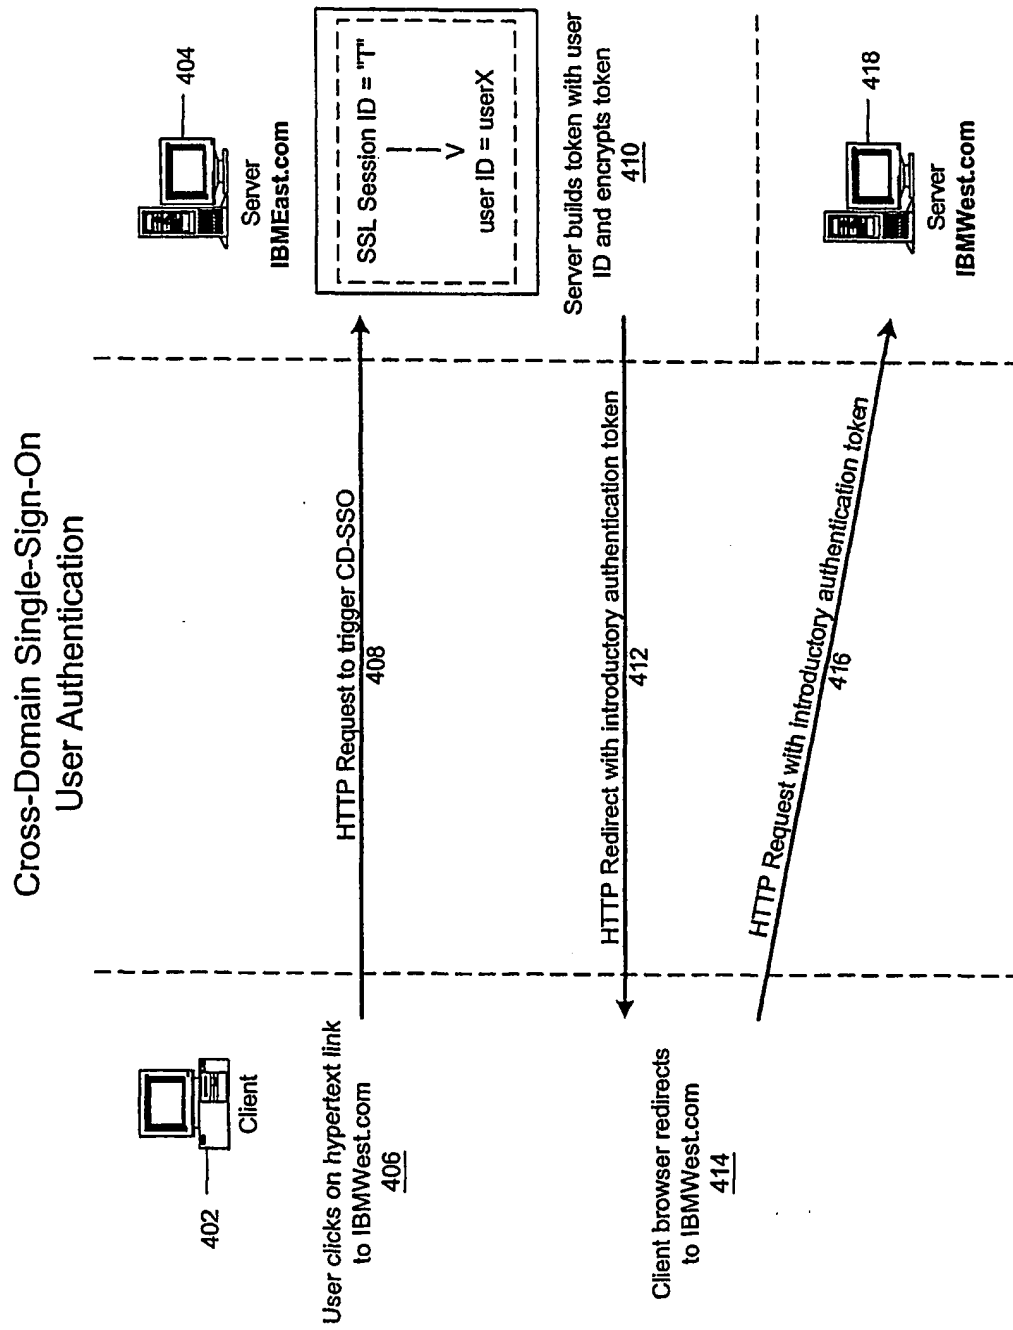 Cross-Domain Single-Sign-On
User Authentication
402
Client
404
Server
IBMEast.com
User clicks on hypertext link
to IBMWest.com
406
HTTP Request to trigger CD-SSO
408
SSL Session ID = "T"
user ID = userX
Server builds token with user
ID and encrypts token
410
HTTP Redirect with introductory authentication token
412
Client browser redirects
to IBMWest.com
414
HTTP Request with introductory authentication token
416
418
Server
IBMWest.com